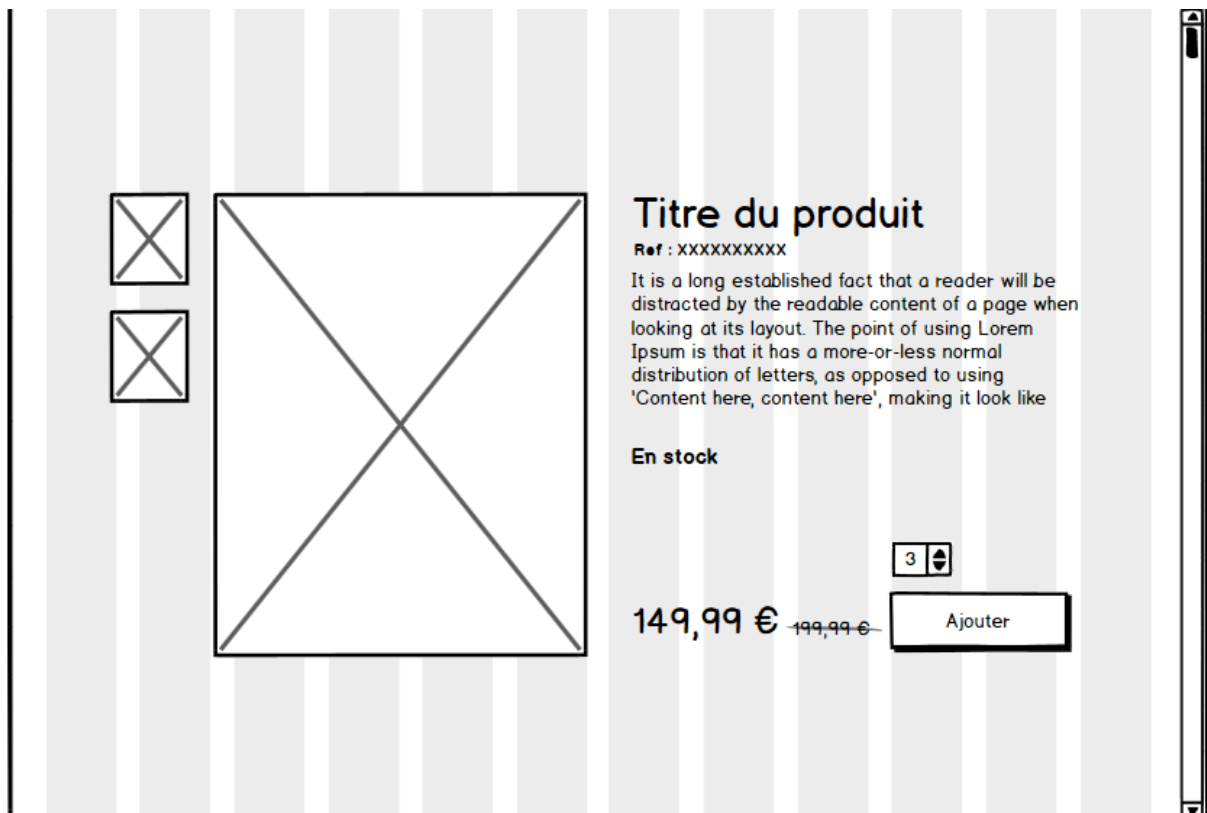 Titre du produit
Ref : XXXXXXXXXX
It is a long established fact that a reader will be
distracted by the readable content of a page when
looking at its layout. The point of using Lorem
Ipsum is that it has a more-or-less normal
distribution of letters, as opposed to using
'Content here, content here', making it look like
En stock
3
149,99 € 199,99 € Ajouter